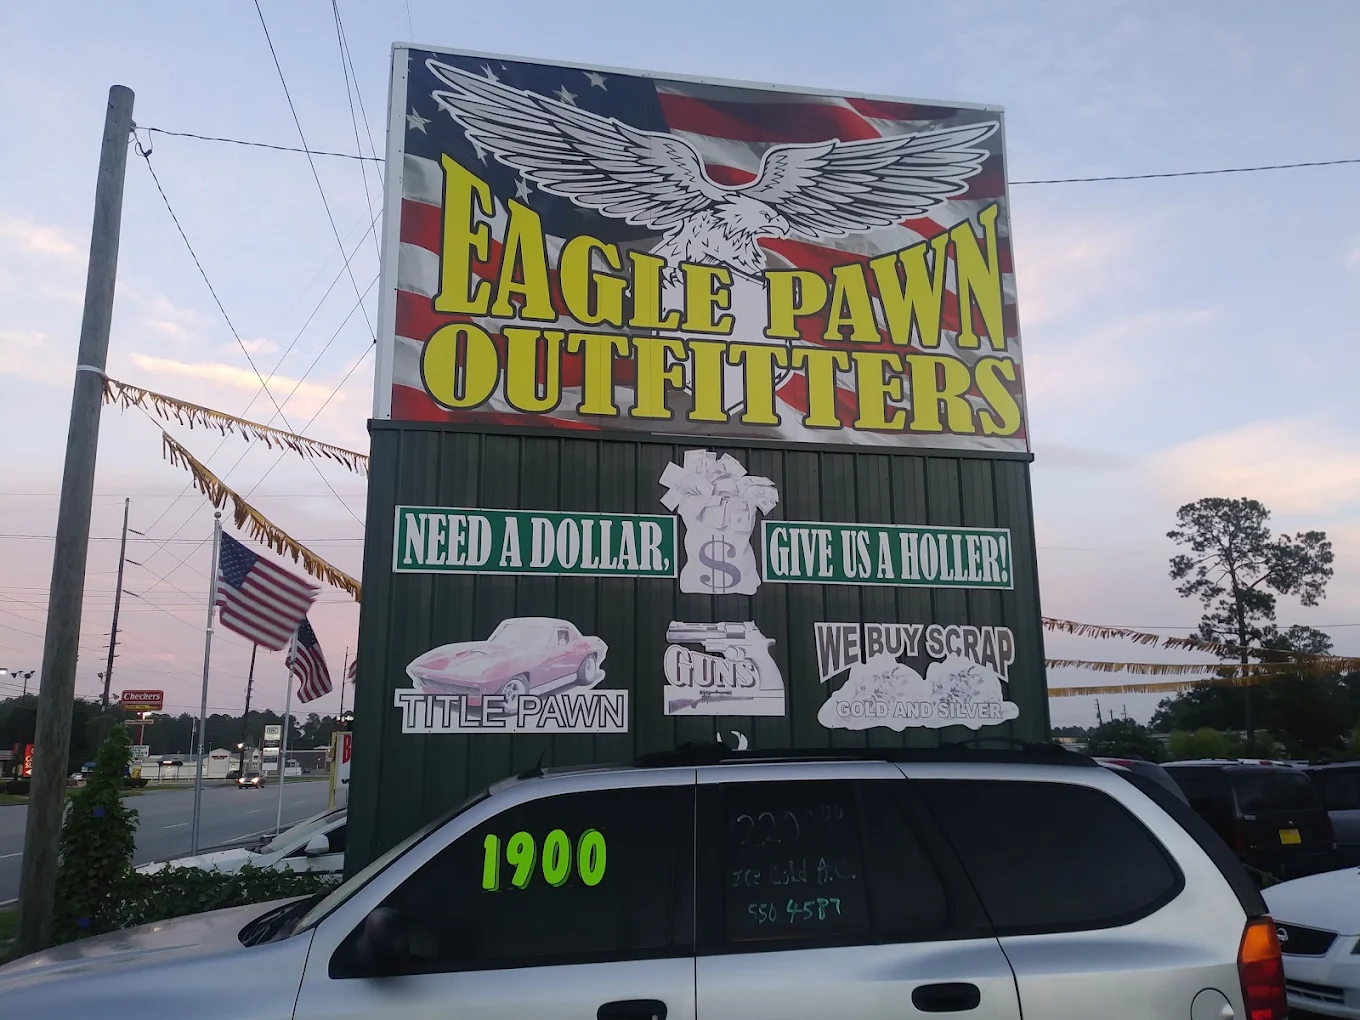 EAGLE PAWN
OUTFITTERS
NEED A DOLLAR,
$
GIVE US A HOLLER!
TITLE PAWN
GUNS
WE BUY SCRAP
GOLD AND SILVER
Checkers
1900
Ice Cold A.C.
550 4587